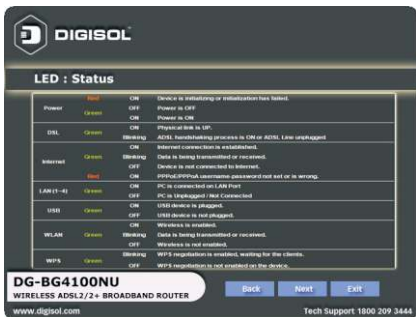 DIGISOL
LED : Status
Power Red ON Device is initializing or initialization has failed.
Green OFF Power is OFF
ON Power is ON
DSL Green ON Physical link is UP.
Blinking ADSL handshaking process is ON or ADSL Line unplugged
Internet Green ON Internet connection is established.
Blinking Data is being transmitted or received.
OFF Device is not connected to Internet.
Red ON PPPoE/PPPoA username-password not set or is wrong.
LAN (1~4) Green ON PC is connected on LAN Port
OFF PC is Unplugged / Not Connected
USB Green ON USB device is plugged.
OFF USB device is not plugged.
WLAN Green ON Wireless is enabled.
Blinking Data is being transmitted or received.
OFF Wireless is not enabled.
WPS Green Blinking WPS negotiation is enabled, waiting for the clients.
OFF WPS negotiation is not enabled on the device.
DG-BG4100NU
WIRELESS ADSL2/2+ BROADBAND ROUTER
Back Next Exit
www.digisol.com Tech Support 1800 209 3444